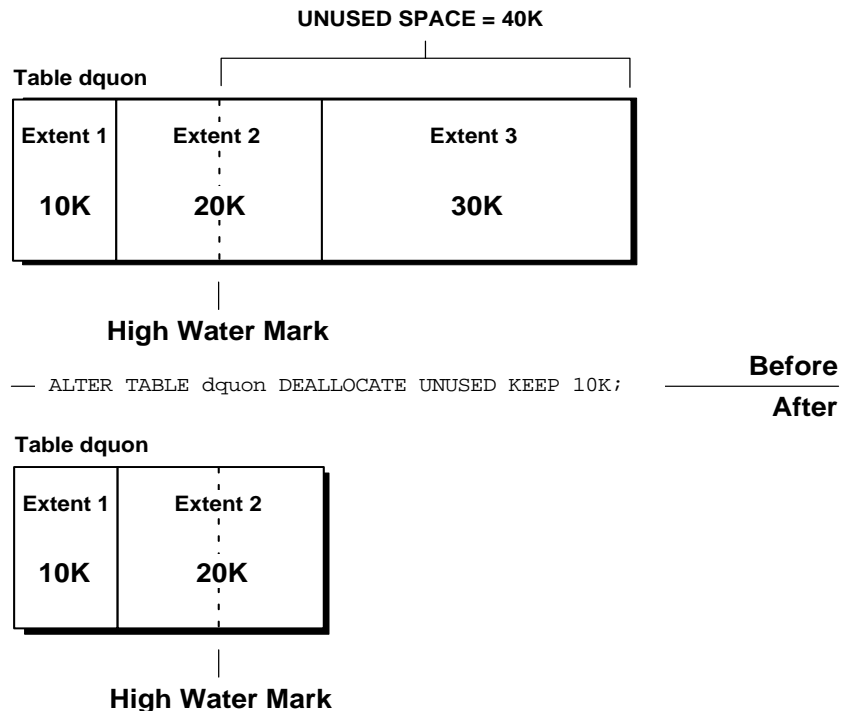 UNUSED SPACE = 40K
Table dquon
Extent 1 Extent 2 Extent 3
10K 20K 30K
High Water Mark
Before
ALTER TABLE dquon DEALLOCATE UNUSED KEEP 10K;
After
Table dquon
Extent 1 Extent 2
10K 20K
High Water Mark